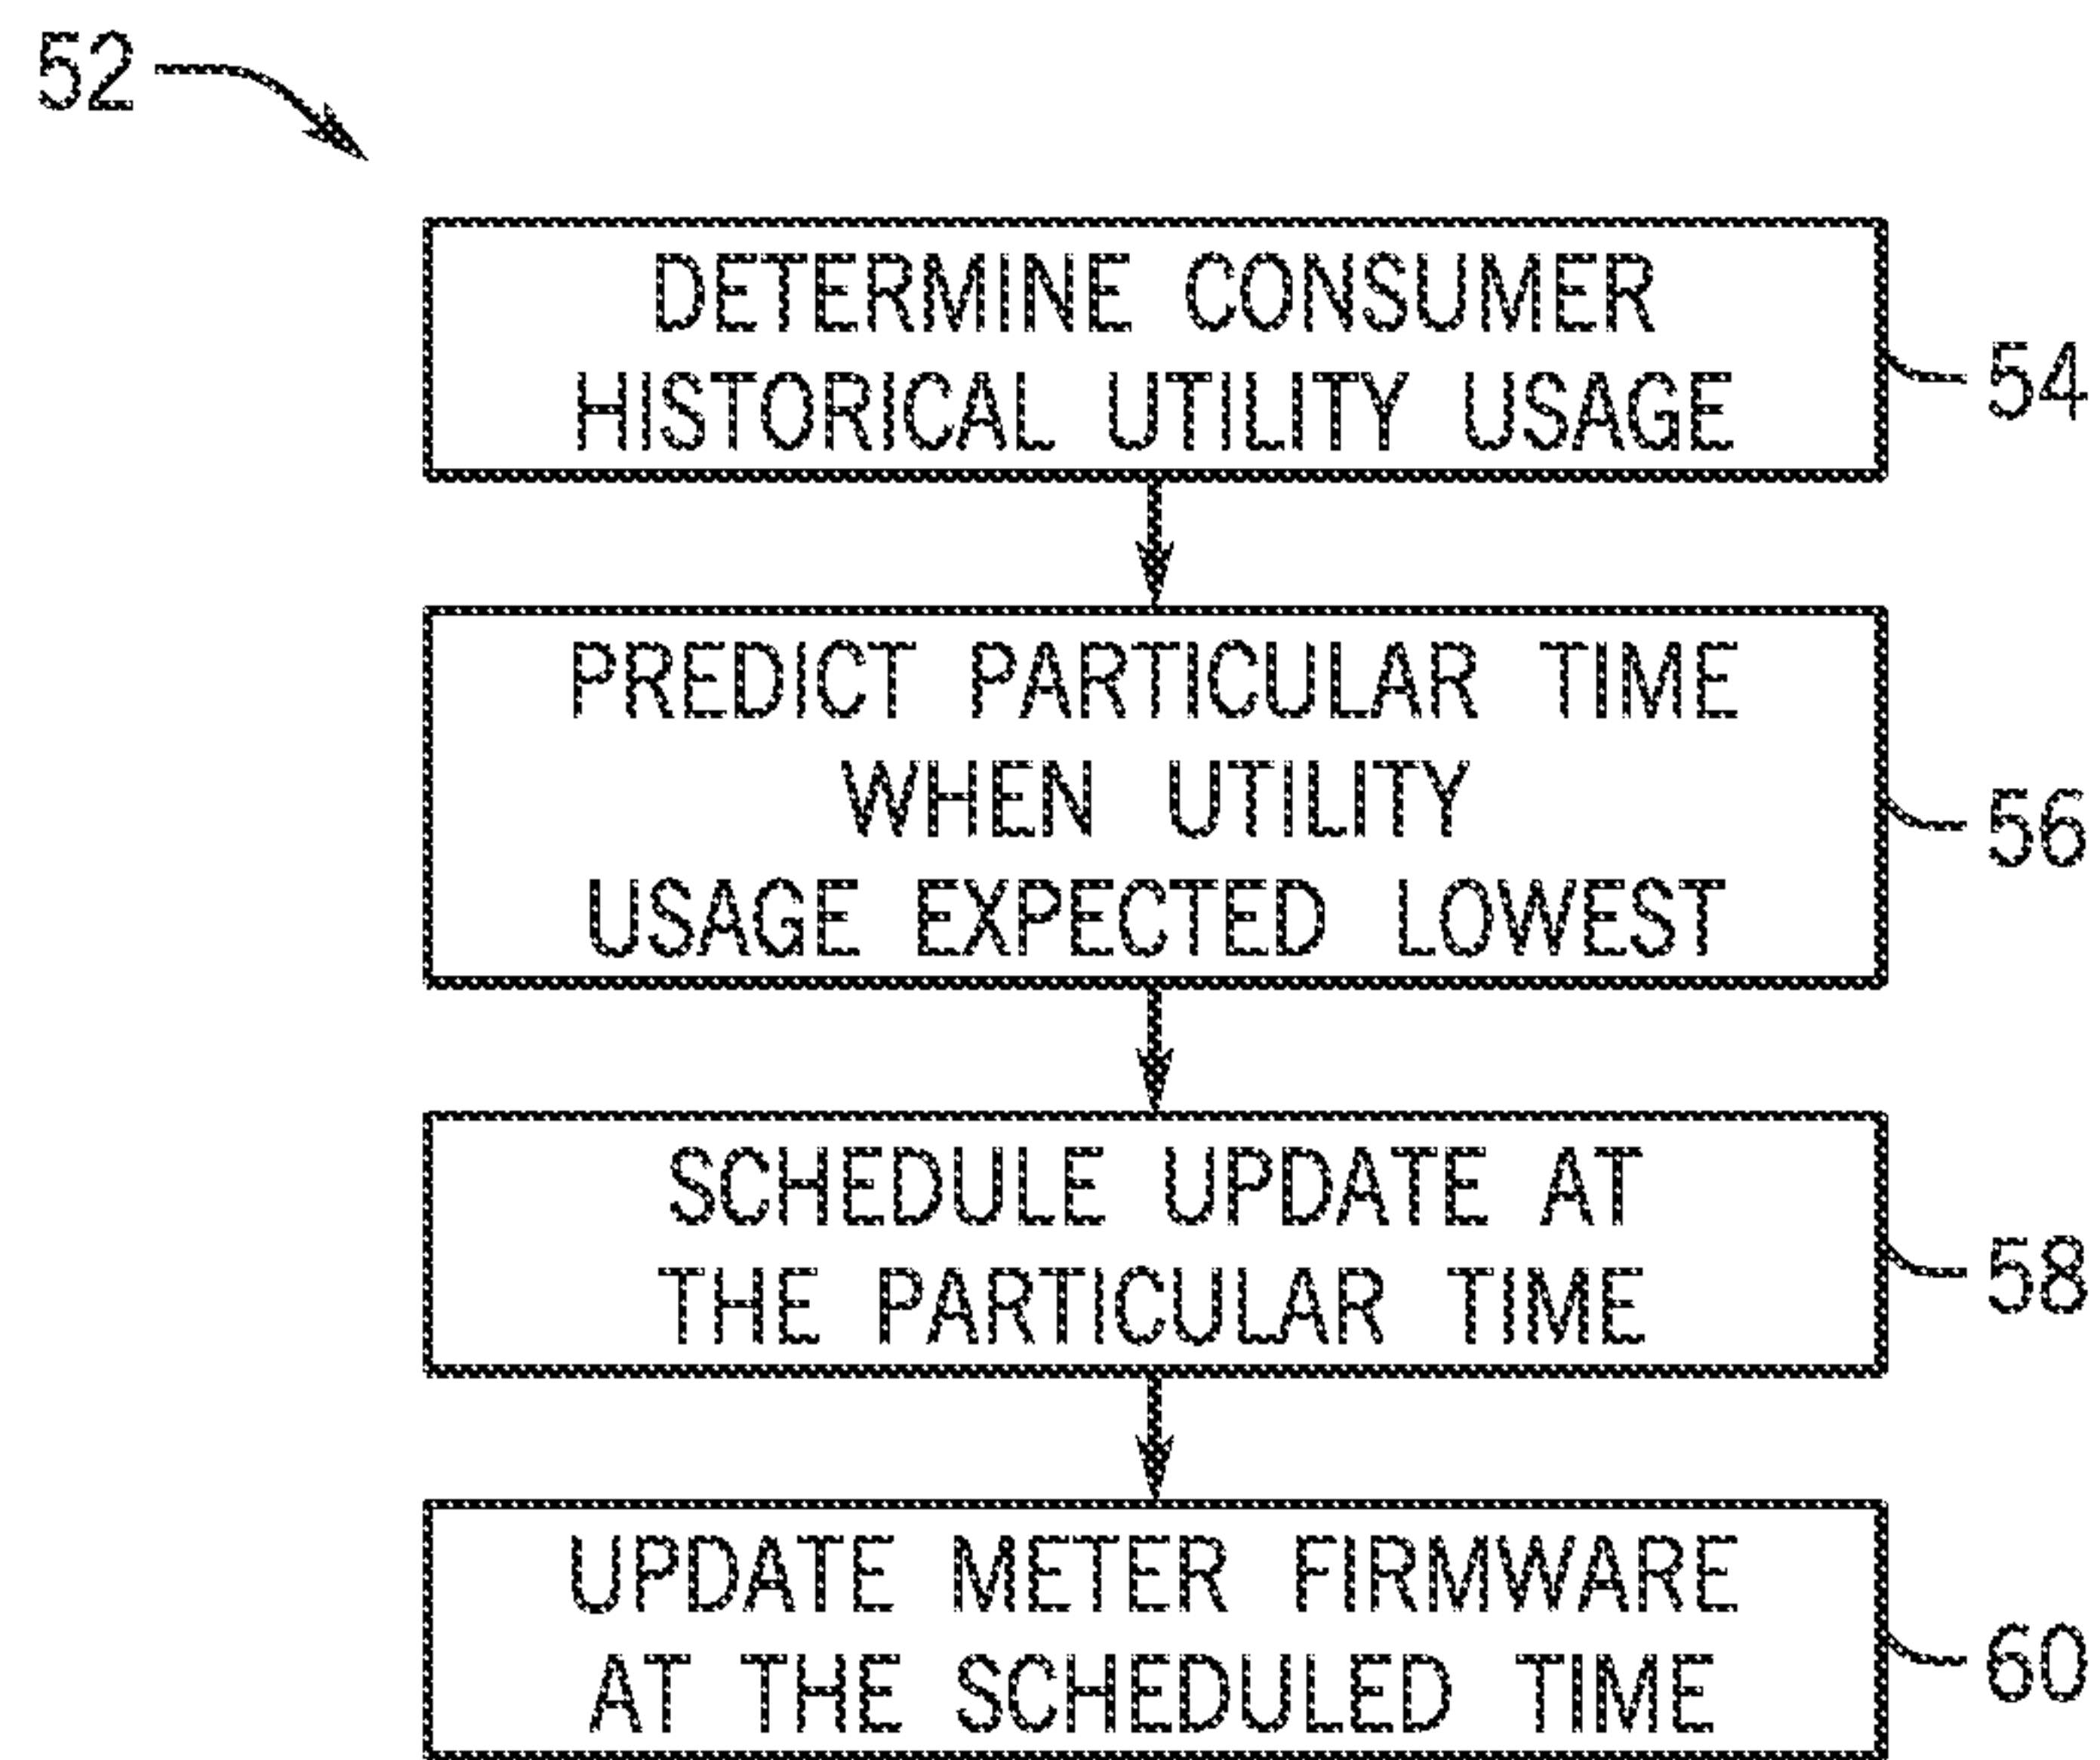 52
DETERMINE CONSUMER
HISTORICAL UTILITY USAGE
54
PREDICT PARTICULAR TIME
WHEN UTILITY
USAGE EXPECTED LOWEST
56
SCHEDULE UPDATE AT
THE PARTICULAR TIME
58
UPDATE METER FIRMWARE
AT THE SCHEDULED TIME
60